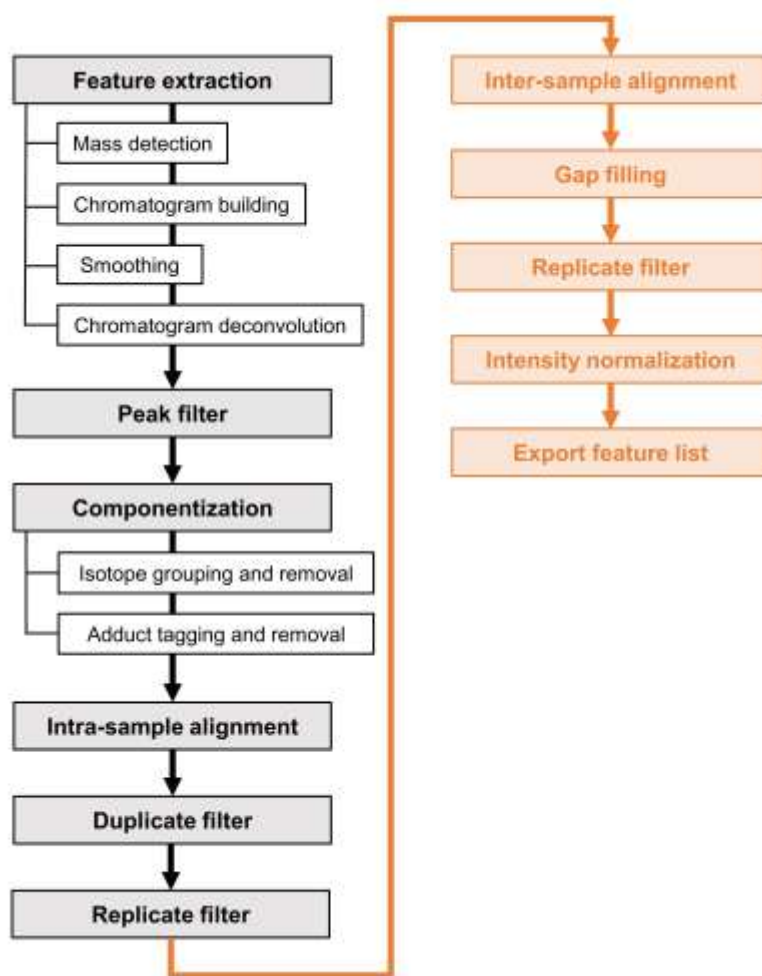 Feature extraction
Mass detection
Chromatogram building
Smoothing
Chromatogram deconvolution
Peak filter
Componentization
Isotope grouping and removal
Adduct tagging and removal
Intra-sample alignment
Duplicate filter
Replicate filter
Inter-sample alignment
Gap filling
Replicate filter
Intensity normalization
Export feature list